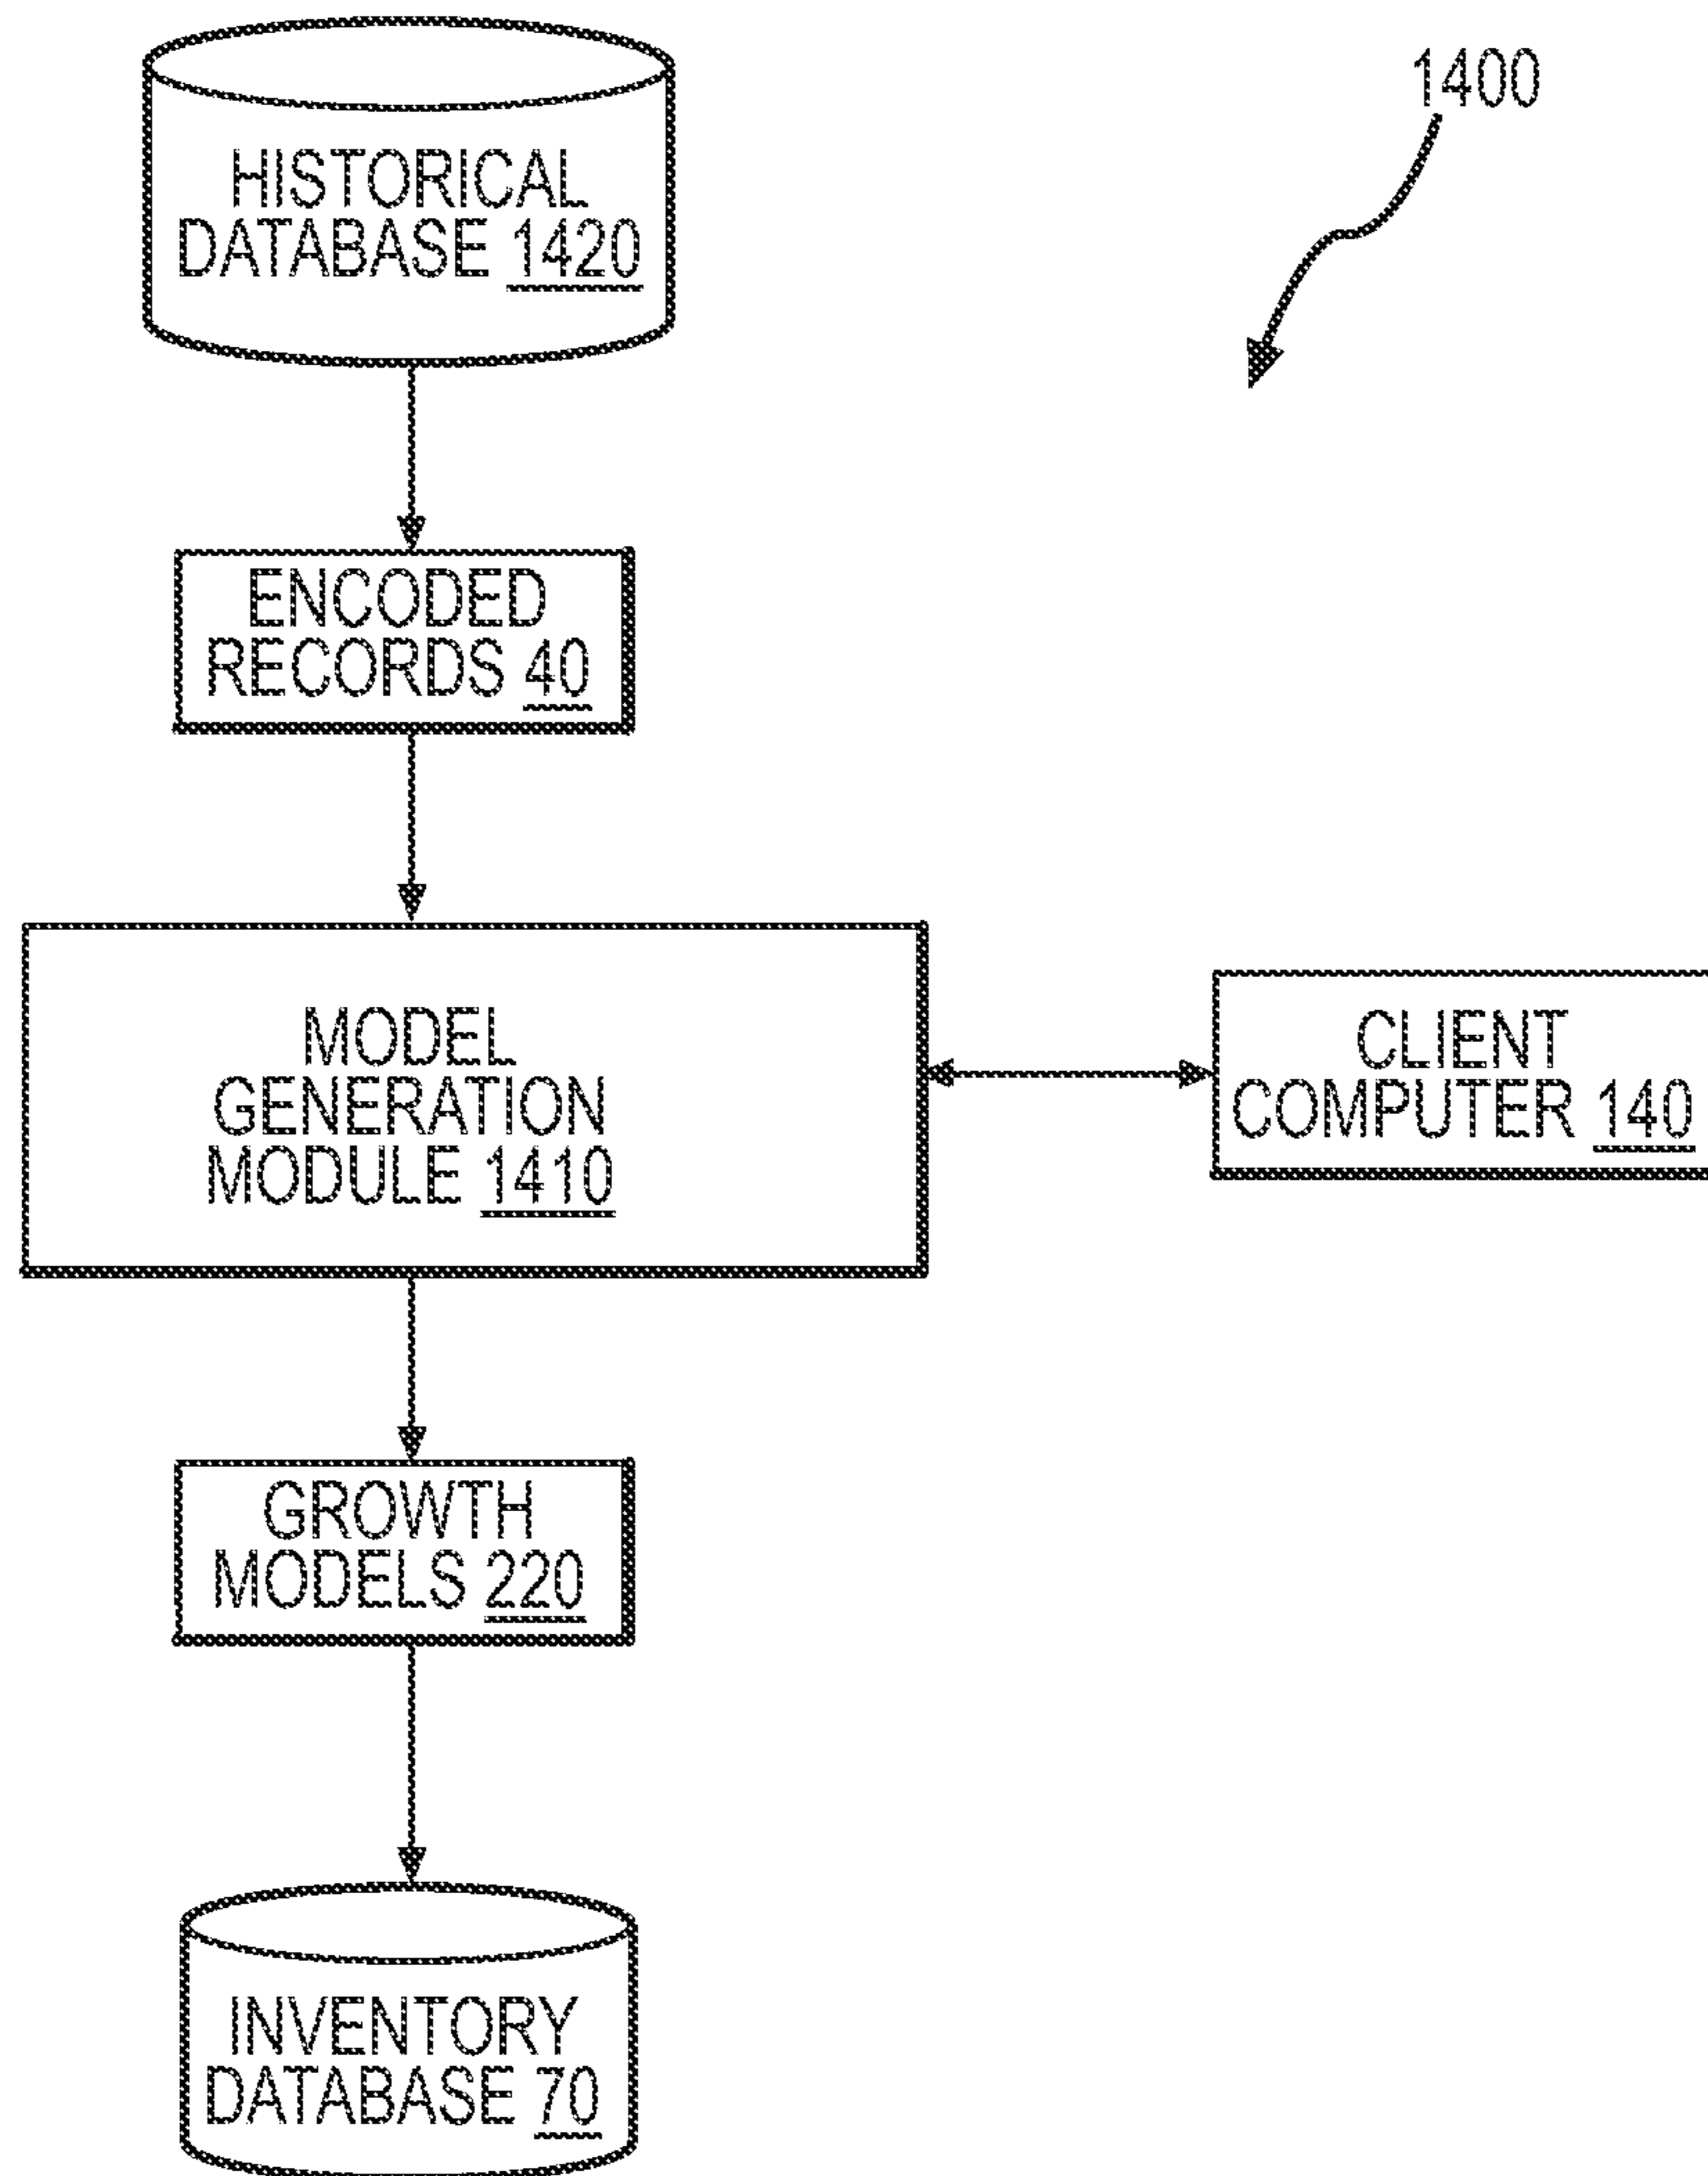 1400
HISTORICAL
DATABASE 1420
ENCODED
RECORDS 40
MODEL
GENERATION
MODULE 1410
CLIENT
COMPUTER 140
GROWTH
MODELS 220
INVENTORY
DATABASE 70